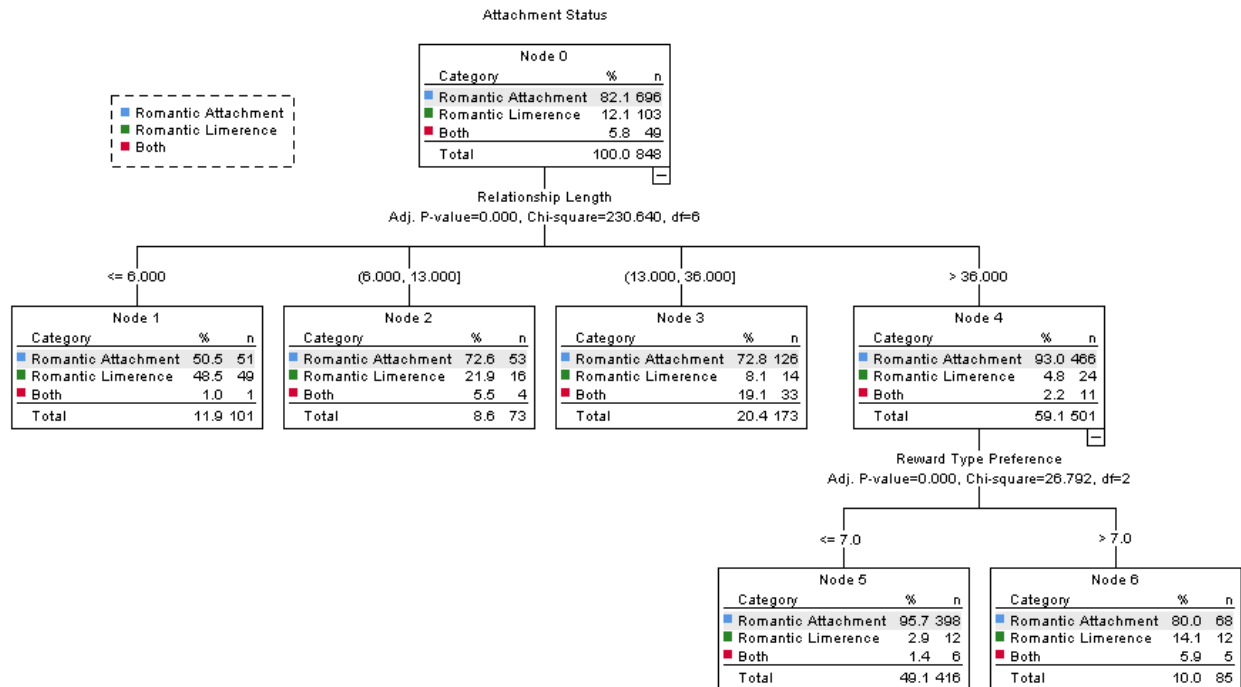 Attachment Status
Node 0
Category % n
Romantic Attachment 82.1 696
Romantic Limerence 12.1 103
Both 5.8 49
Total 100.0 848
Romantic Attachment
Romantic Limerence
Both
Relationship Length
Adj. P-value=0.000, Chi-square=230.640, df=6
<= 6.000
(6.000, 13.000]
(13.000, 36.000]
> 36.000
Node 1
Category % n
Romantic Attachment 50.5 51
Romantic Limerence 48.5 49
Both 1.0 1
Total 11.9 101
Node 2
Category % n
Romantic Attachment 72.6 53
Romantic Limerence 21.9 16
Both 5.5 4
Total 8.6 73
Node 3
Category % n
Romantic Attachment 72.8 126
Romantic Limerence 8.1 14
Both 19.1 33
Total 20.4 173
Node 4
Category % n
Romantic Attachment 93.0 466
Romantic Limerence 4.8 24
Both 2.2 11
Total 59.1 501
Reward Type Preference
Adj. P-value=0.000, Chi-square=26.792, df=2
<= 7.0
> 7.0
Node 5
Category % n
Romantic Attachment 95.7 398
Romantic Limerence 2.9 12
Both 1.4 6
Total 49.1 416
Node 6
Category % n
Romantic Attachment 80.0 68
Romantic Limerence 14.1 12
Both 5.9 5
Total 10.0 85